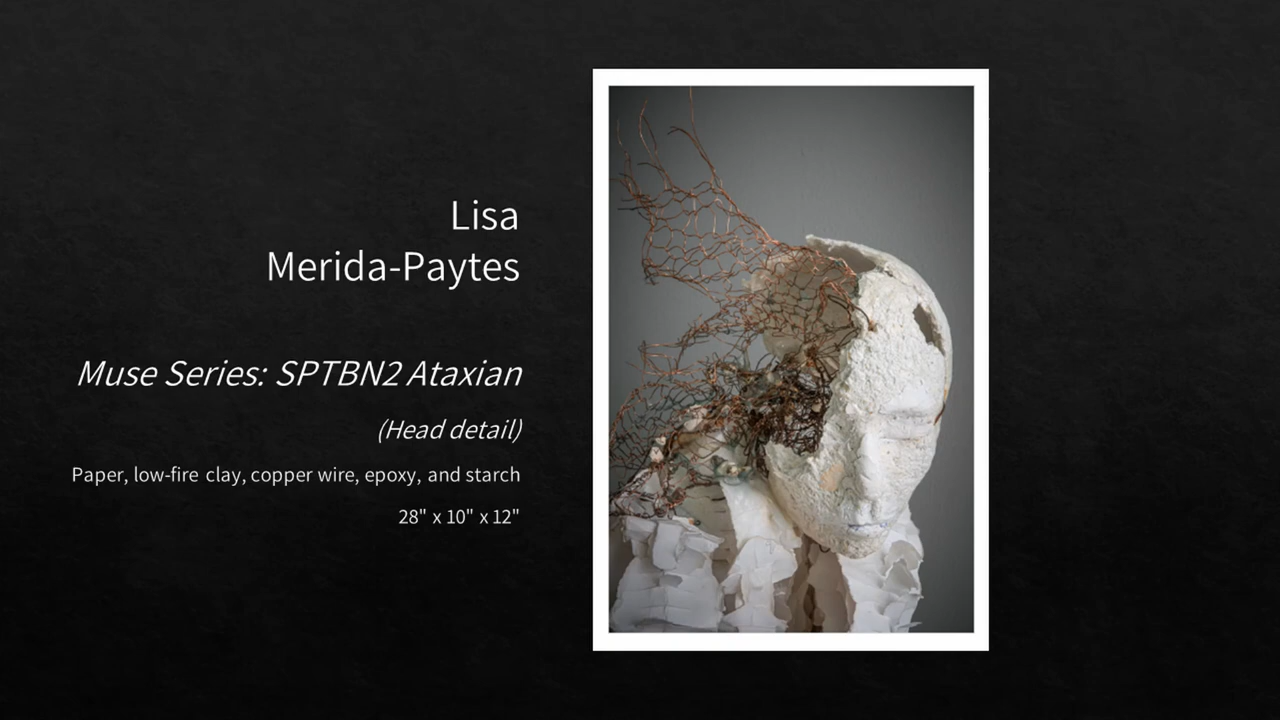 Lisa
Merida-Paytes
Muse Series: SPTBN2 Ataxian
(Head detail)
Paper, low-fire clay, copper wire, epoxy, and starch
28" x 10" x 12"